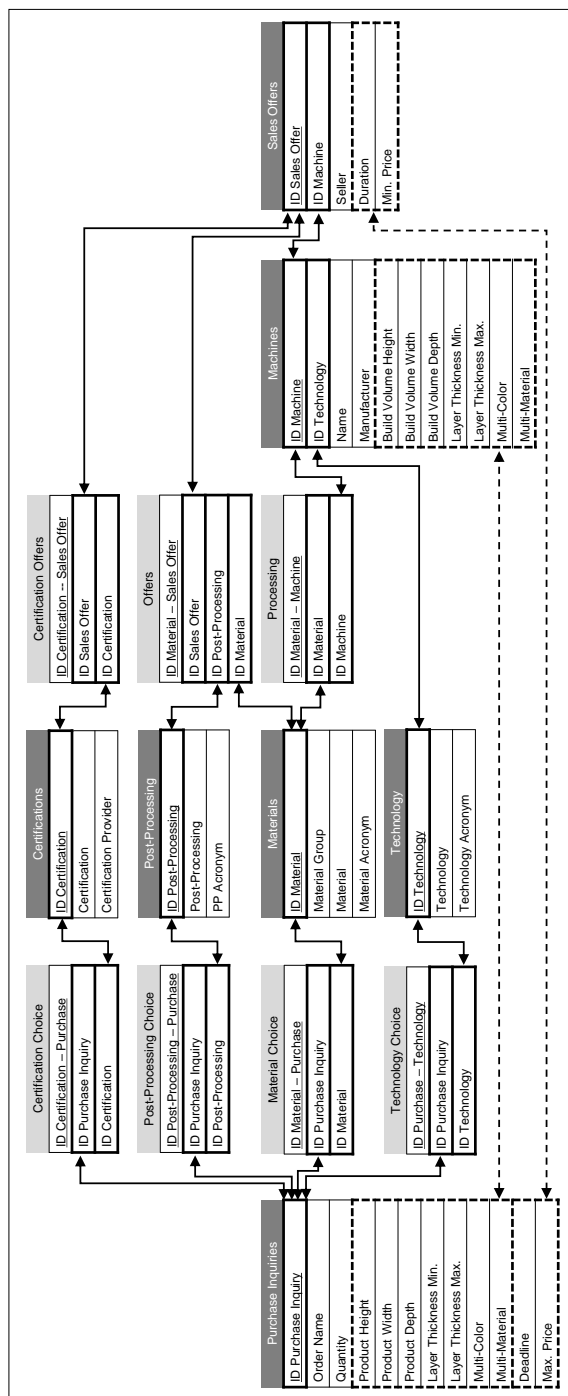 Purchase Inquiries
ID Purchase Inquiry
Order Name
Quantity
Product Height
Product Width
Product Depth
Layer Thickness Min.
Layer Thickness Max.
Multi-Color
Multi-Material
Deadline
Max. Price
Certification Choice
ID Certification – Purchase
ID Purchase Inquiry
ID Certification
Post-Processing Choice
ID Post-Processing – Purchase
ID Purchase Inquiry
ID Post-Processing
Material Choice
ID Material – Purchase
ID Purchase Inquiry
ID Material
Technology Choice
ID Purchase – Technology
ID Purchase Inquiry
ID Technology
Certifications
ID Certification
Certification
Certification Provider
Post-Processing
ID Post-Processing
Post-Processing
PP Acronym
Materials
ID Material
Material Group
Material
Material Acronym
Technology
ID Technology
Technology
Technology Acronym
Certification Offers
ID Certification -- Sales Offer
ID Sales Offer
ID Certification
Offers
ID Material – Sales Offer
ID Sales Offer
ID Post-Processing
ID Material
Processing
ID Material – Machine
ID Material
ID Machine
Machines
ID Machine
ID Technology
Name
Manufacturer
Build Volume Height
Build Volume Width
Build Volume Depth
Layer Thickness Min.
Layer Thickness Max.
Multi-Color
Multi-Material
Sales Offers
ID Sales Offer
ID Machine
Seller
Duration
Min. Price